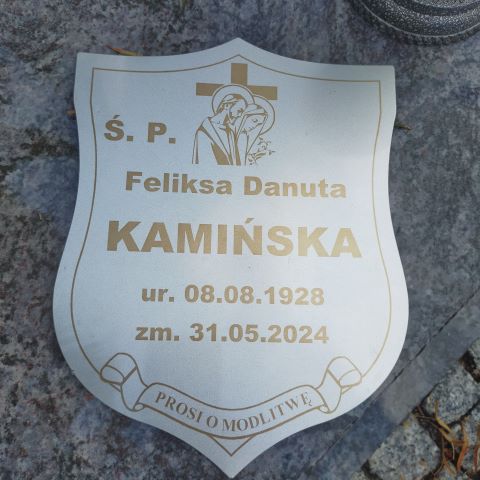 Ś. P.
Feliksa Danuta
KAMIŃSKA
ur. 08.08.1928
zm. 31.05.2024
PROSI O MODLITWĘ